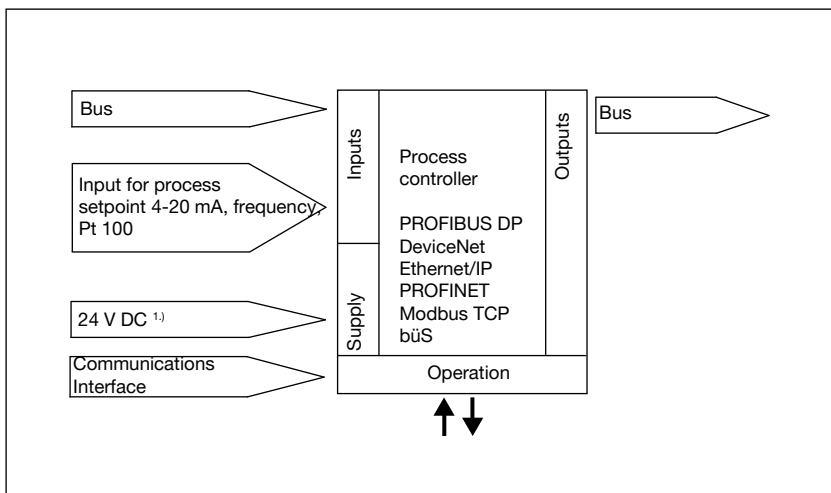 Bus
Input for process
setpoint 4-20 mA, frequency,
Pt 100
24 V DC 1.)
Communications
Interface
Inputs
Supply
Process
controller
PROFIBUS DP
DeviceNet
Ethernet/IP
PROFINET
Modbus TCP
büS
Operation
Outputs
Bus